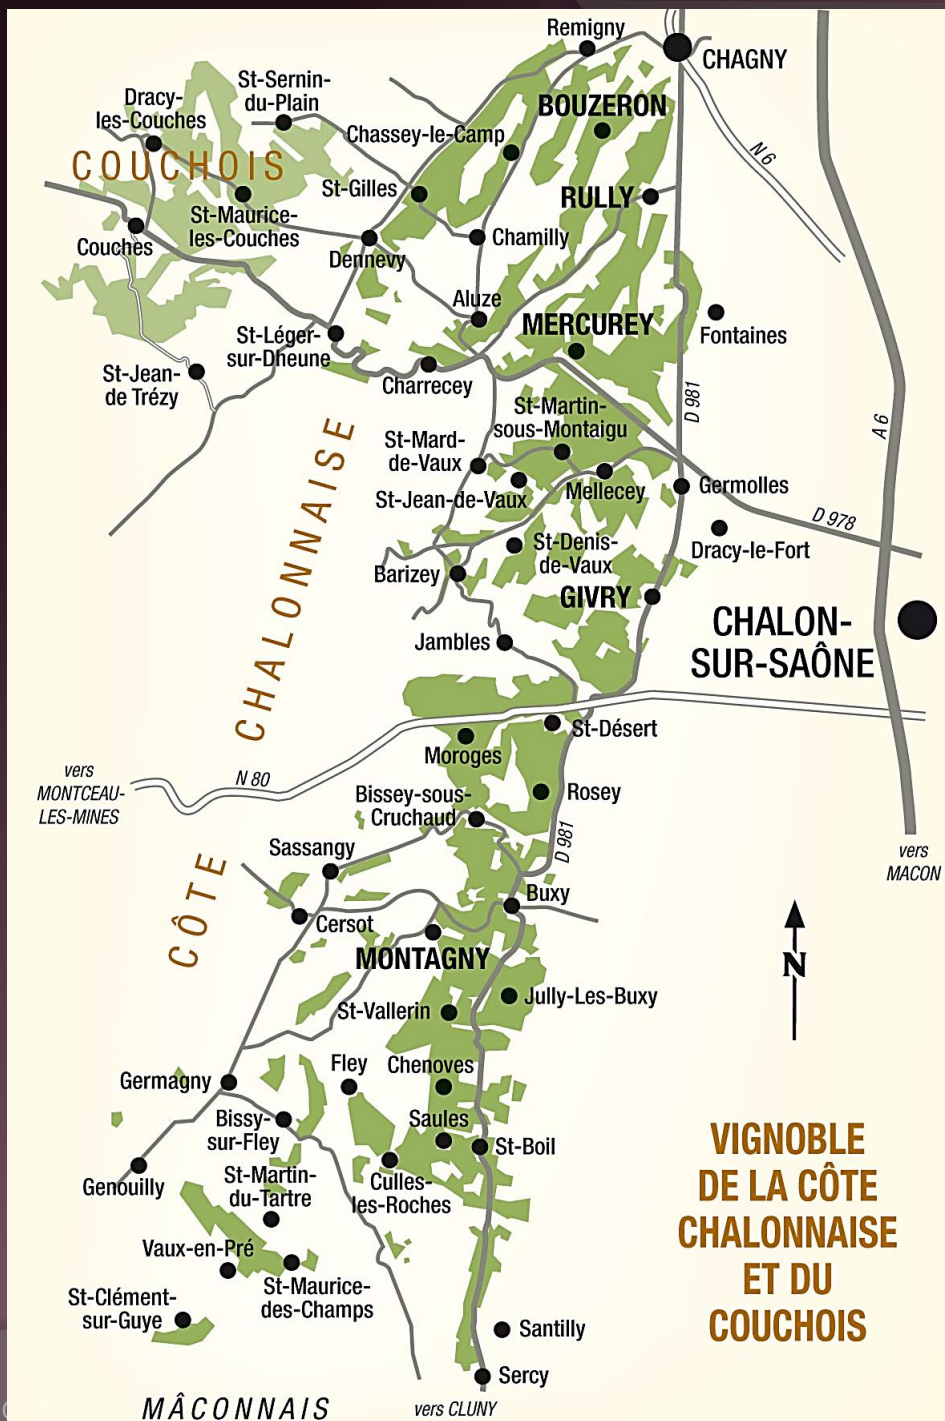 Remigny
CHAGNY
St-Sernin-
du-Plain
Dracy-
les-Couches
BOUZERON
Chassey-le-Camp
N 6
COUCHOIS
St-Gilles
RULLY
St-Maurice-
les-Couches
Couches
Chamilly
Dennevy
Aluze
MERCUREY
Fontaines
St-Léger-
sur-Dheune
St-Jean-
de Trézy
Charrecey
D 981
A 6
St-Martin-
sous-Montaigu
St-Mard-
de-Vaux
St-Jean-de-Vaux
Mellecey
Germolles
D 978
Dracy-le-Fort
St-Denis-
de-Vaux
Barizey
GIVRY
CHALON-
SUR-SAÔNE
Jambles
CÔTE CHALONNAISE
St-Désert
Moroges
vers
MONTCEAU-
LES-MINES
N 80
Bissey-sous-
Cruchaud
Rosey
D 981
vers
MACON
Sassangy
Buxy
Cersot
MONTAGNY
N
Jully-Les-Buxy
St-Vallerin
Fley
Chenoves
Germagny
Bissy-
sur-Fley
Saules
St-Boil
Genouilly
St-Martin-
du-Tartre
Culles-
les-Roches
Vaux-en-Pré
St-Maurice-
des-Champs
St-Clément-
sur-Guye
Santilly
Sercy
VIGNOBLE
DE LA CÔTE
CHALONNAISE
ET DU
COUCHOIS
MÂCONNAIS
vers CLUNY